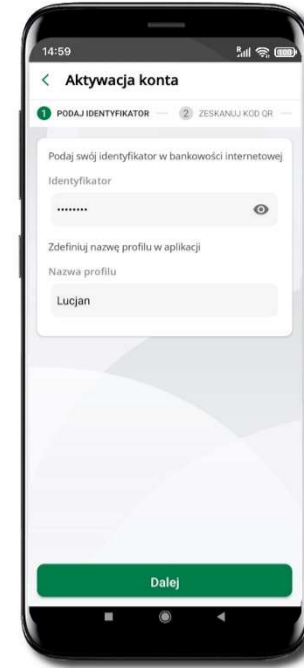 14:59
Aktywacja konta
1 PODAJ IDENTYFIKATOR 2 ZESKANUJ KOD QR
Podaj swój identyfikator w bankowości internetowej
Identyfikator
········
Zdefiniuj nazwę profilu w aplikacji
Nazwa profilu
Lucjan
Dalej